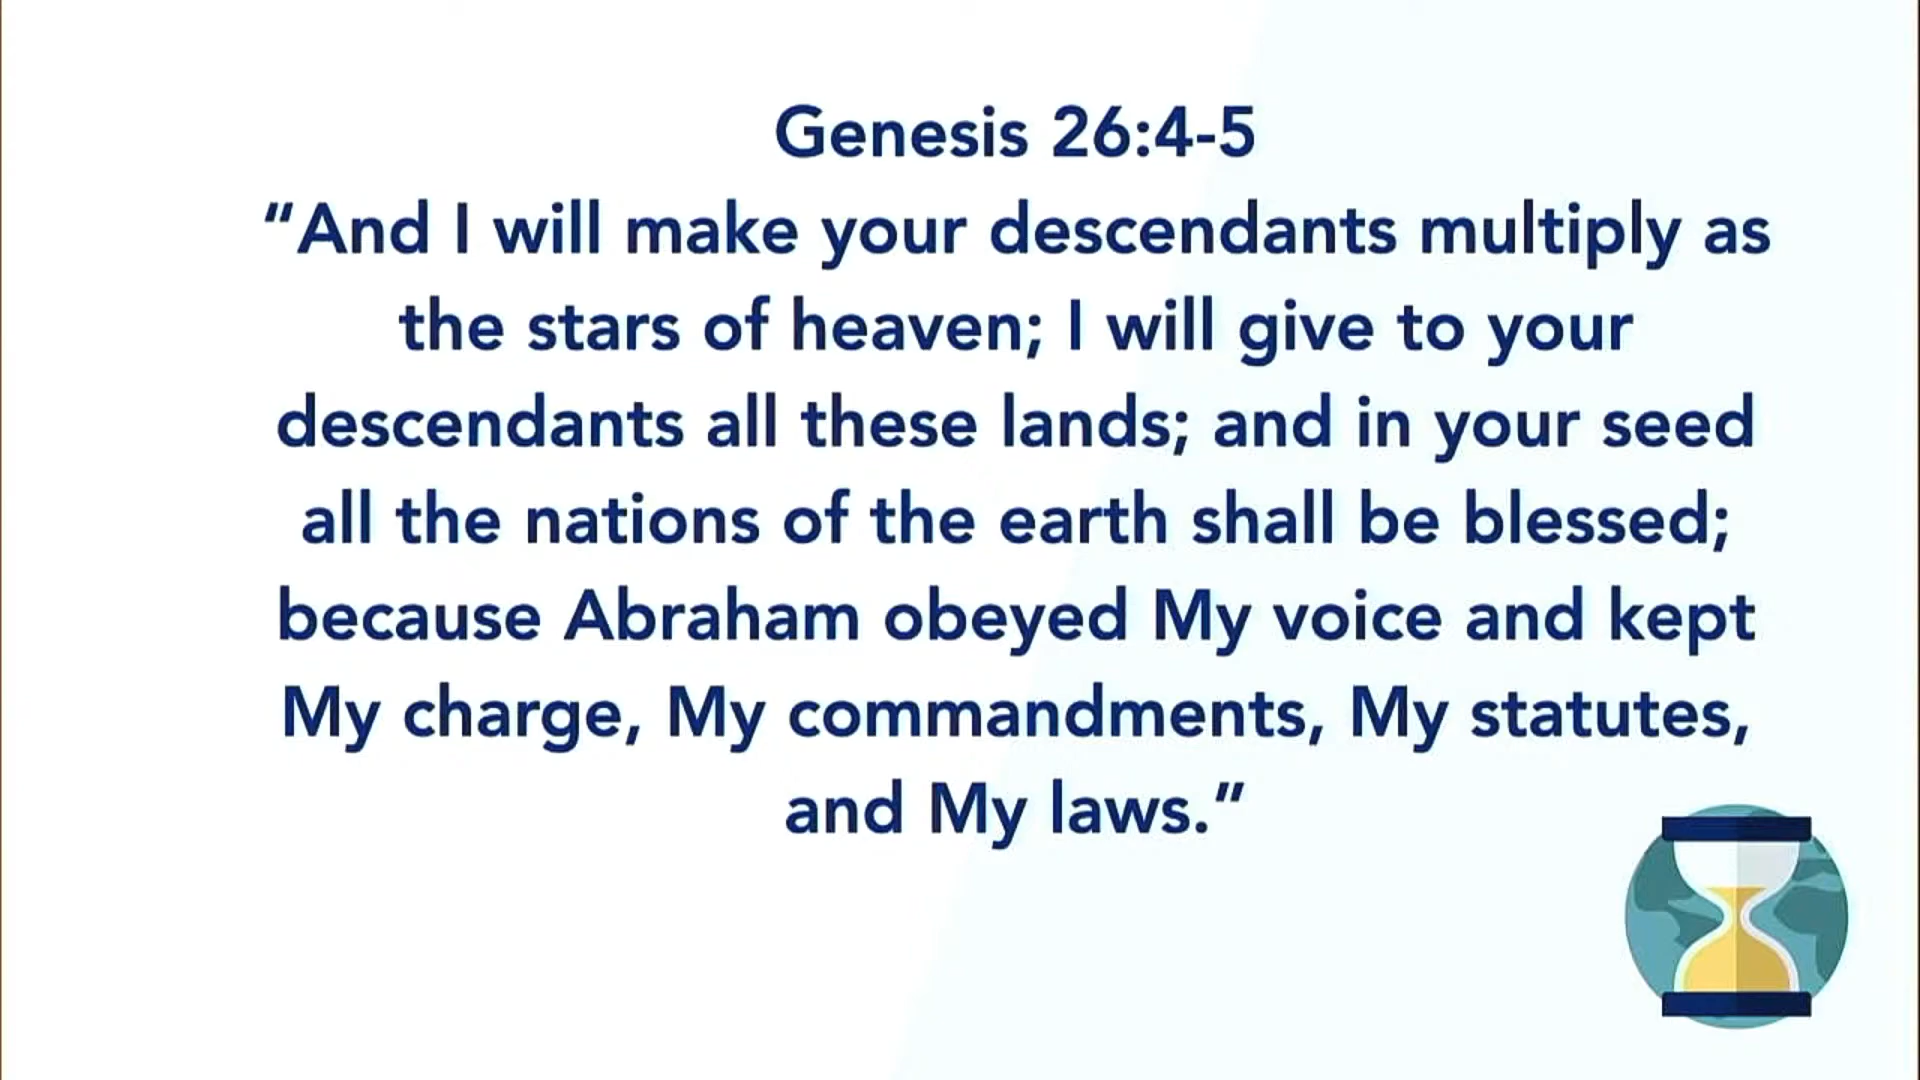 Genesis 26:4-5
“And I will make your descendants multiply as
the stars of heaven; I will give to your
descendants all these lands; and in your seed
all the nations of the earth shall be blessed;
because Abraham obeyed My voice and kept
My charge, My commandments, My statutes,
and My laws.”